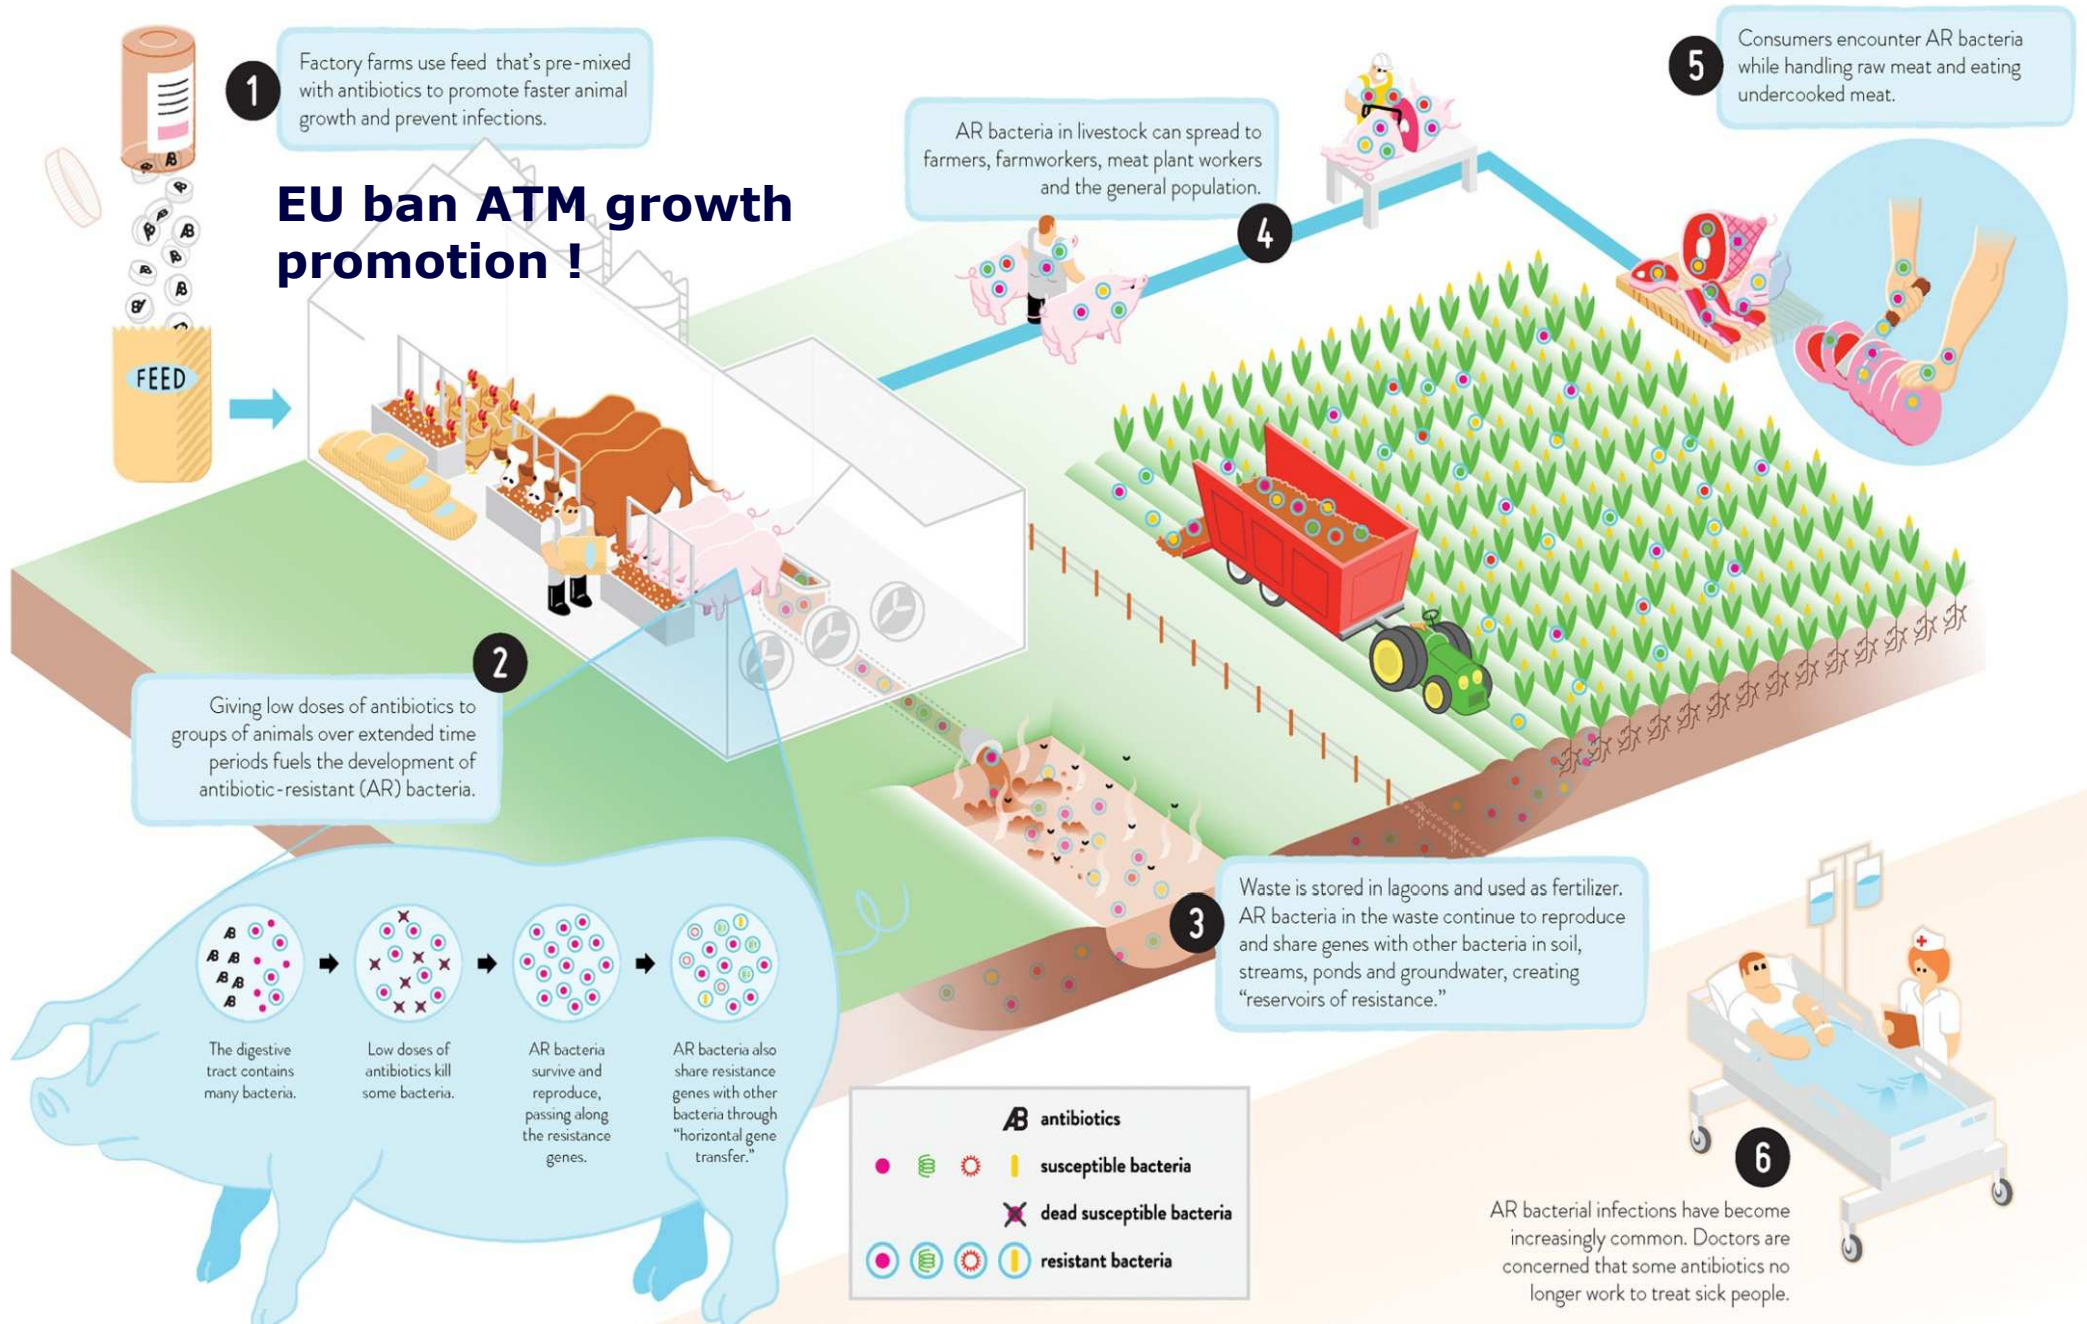 1
Factory farms use feed that's pre-mixed
with antibiotics to promote faster animal
growth and prevent infections.
EU ban ATM growth
promotion !
FEED
2
Giving low doses of antibiotics to
groups of animals over extended time
periods fuels the development of
antibiotic-resistant (AR) bacteria.
The digestive
tract contains
many bacteria.
Low doses of
antibiotics kill
some bacteria.
AR bacteria
survive and
reproduce,
passing along
the resistance
genes.
AR bacteria also
share resistance
genes with other
bacteria through
"horizontal gene
transfer."
3
Waste is stored in lagoons and used as fertilizer.
AR bacteria in the waste continue to reproduce
and share genes with other bacteria in soil,
streams, ponds and groundwater, creating
"reservoirs of resistance."
AR bacteria in livestock can spread to
farmers, farmworkers, meat plant workers
and the general population.
4
5
Consumers encounter AR bacteria
while handling raw meat and eating
undercooked meat.
6
AR bacterial infections have become
increasingly common. Doctors are
concerned that some antibiotics no
longer work to treat sick people.
AB antibiotics
susceptible bacteria
dead susceptible bacteria
resistant bacteria